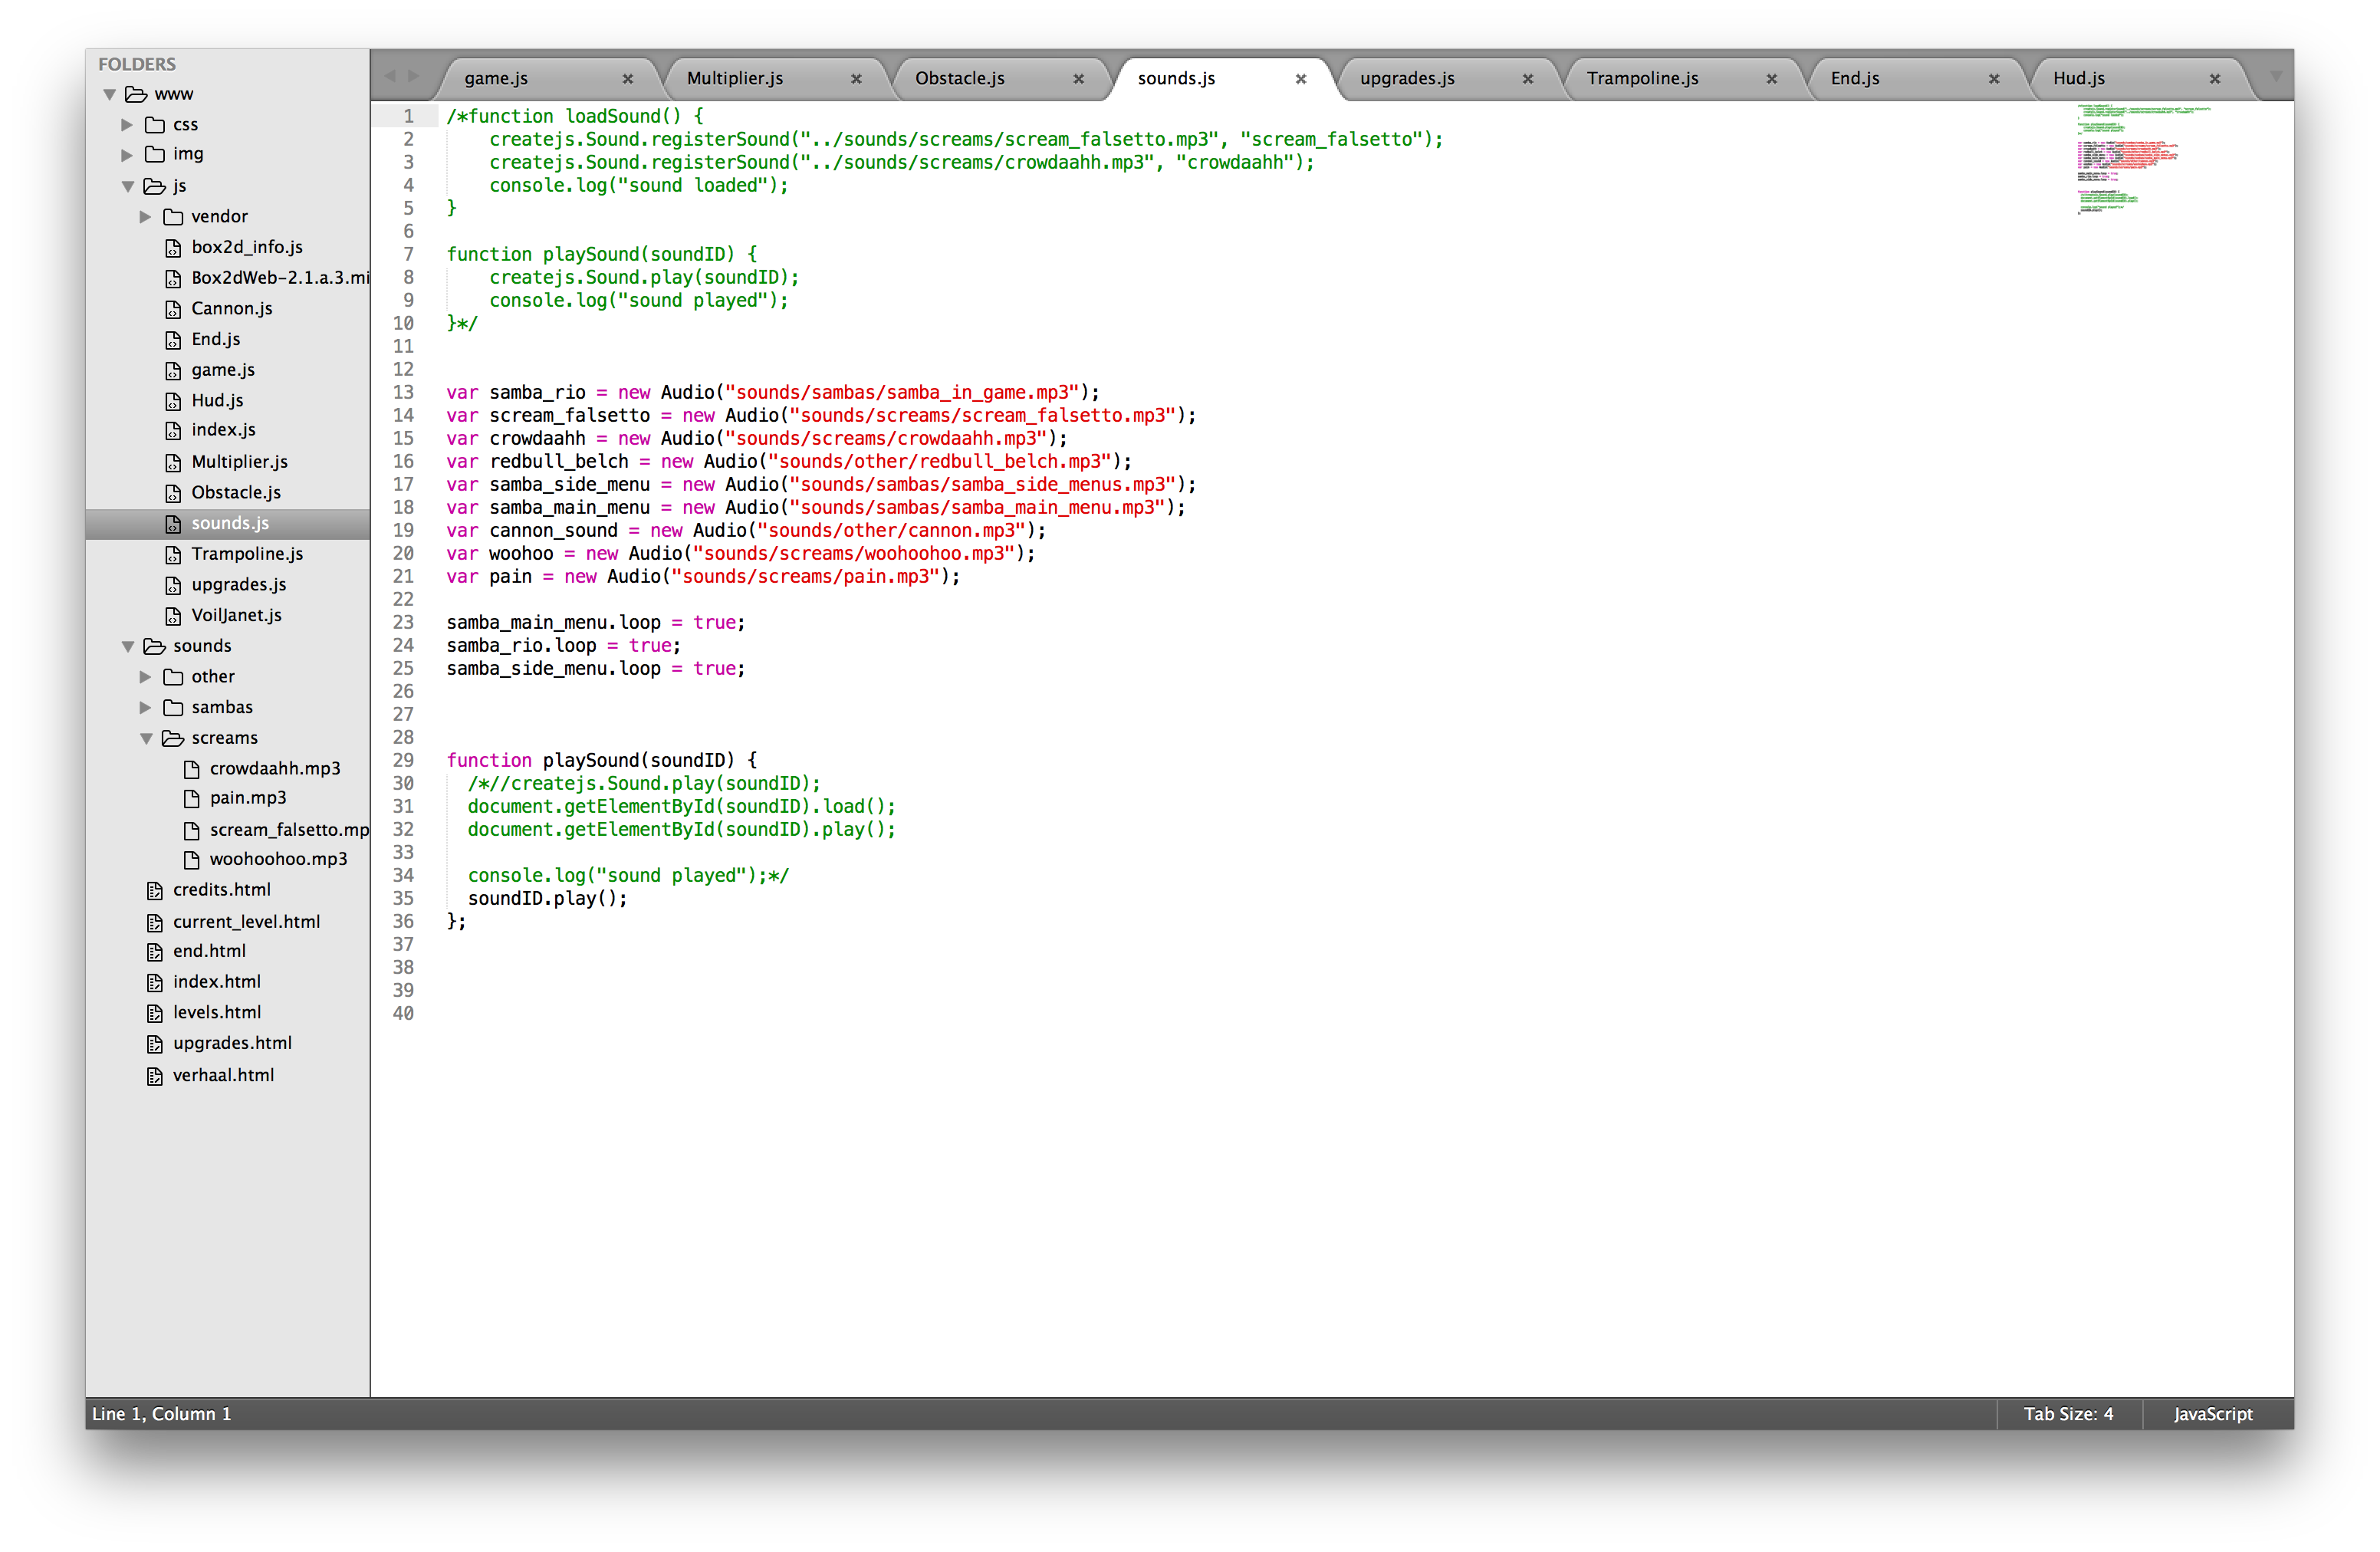 FOLDERS
www
css
img
js
vendor
box2d_info.js
Box2dWeb-2.1.a.3.mi
Cannon.js
End.js
game.js
Hud.js
index.js
Multiplier.js
Obstacle.js
sounds.js
Trampoline.js
upgrades.js
VoilJanet.js
sounds
other
sambas
screams
crowdaahh.mp3
pain.mp3
scream_falsetto.mp
woohoohoo.mp3
credits.html
current_level.html
end.html
index.html
levels.html
upgrades.html
verhaal.html
game.js Multiplier.js Obstacle.js sounds.js upgrades.js Trampoline.js End.js Hud.js
1 /*function loadSound() {
2 createjs.Sound.registerSound("../sounds/screams/scream_falsetto.mp3", "scream_falsetto");
3 createjs.Sound.registerSound("../sounds/screams/crowdaahh.mp3", "crowdaahh");
4 console.log("sound loaded");
5 }
6
7 function playSound(soundID) {
8 createjs.Sound.play(soundID);
9 console.log("sound played");
10 }*/
11
12
13 var samba_rio = new Audio("sounds/sambas/samba_in_game.mp3");
14 var scream_falsetto = new Audio("sounds/screams/scream_falsetto.mp3");
15 var crowdaahh = new Audio("sounds/screams/crowdaahh.mp3");
16 var redbull_belch = new Audio("sounds/other/redbull_belch.mp3");
17 var samba_side_menu = new Audio("sounds/sambas/samba_side_menus.mp3");
18 var samba_main_menu = new Audio("sounds/sambas/samba_main_menu.mp3");
19 var cannon_sound = new Audio("sounds/other/cannon.mp3");
20 var woohoo = new Audio("sounds/screams/woohoohoo.mp3");
21 var pain = new Audio("sounds/screams/pain.mp3");
22
23 samba_main_menu.loop = true;
24 samba_rio.loop = true;
25 samba_side_menu.loop = true;
26
27
28
29 function playSound(soundID) {
30 /*//createjs.Sound.play(soundID);
31 document.getElementById(soundID).load();
32 document.getElementById(soundID).play();
33
34 console.log("sound played");*/
35 soundID.play();
36 };
37
38
39
40
Line 1, Column 1
Tab Size: 4
JavaScript